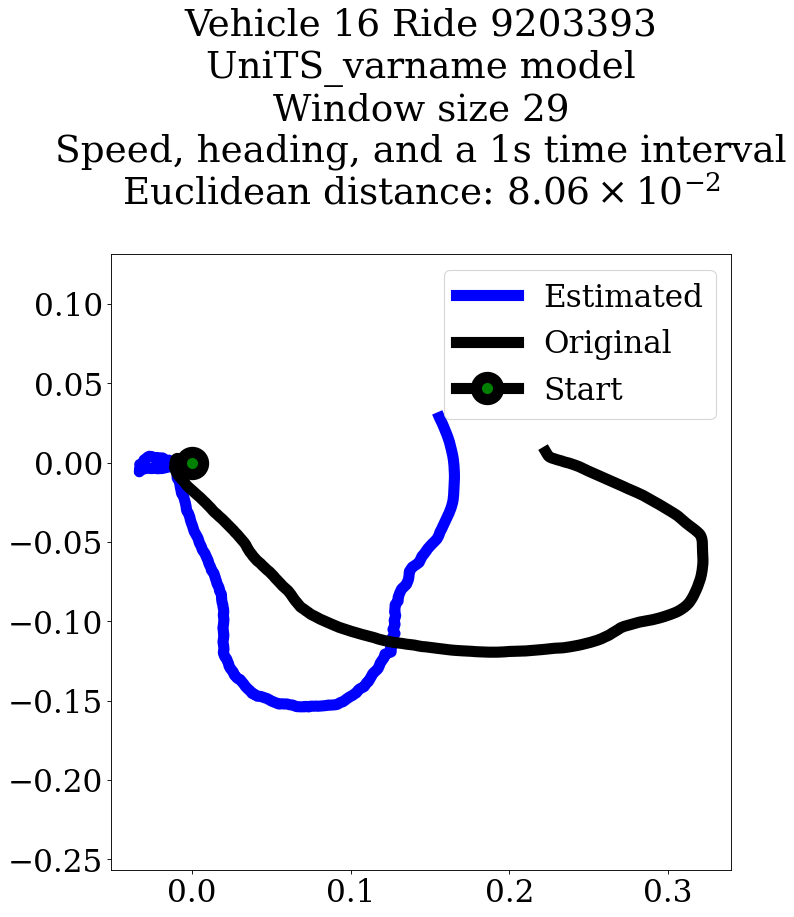 Vehicle 16 Ride 9203393
UniTS_varname model
Window size 29
Speed, heading, and a 1s time interval
Euclidean distance: $8.06 \times 10^{-2}$
Estimated
Original
Start
0.10
0.05
0.00
−0.05
−0.10
−0.15
−0.20
−0.25
0.0 0.1 0.2 0.3